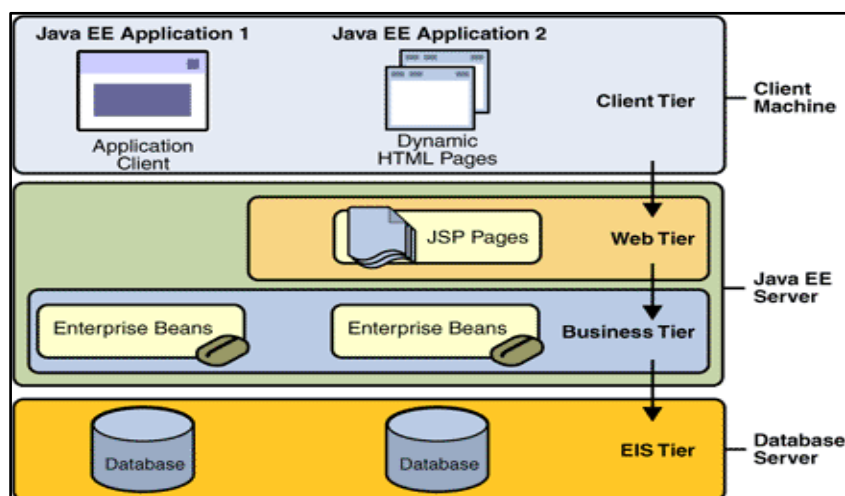 Java EE Application 1
Java EE Application 2
Application
Client
Dynamic
HTML Pages
Client Tier
Client
Machine
JSP Pages
Web Tier
Java EE
Server
Enterprise Beans
Enterprise Beans
Business Tier
Database
Database
EIS Tier
Database
Server